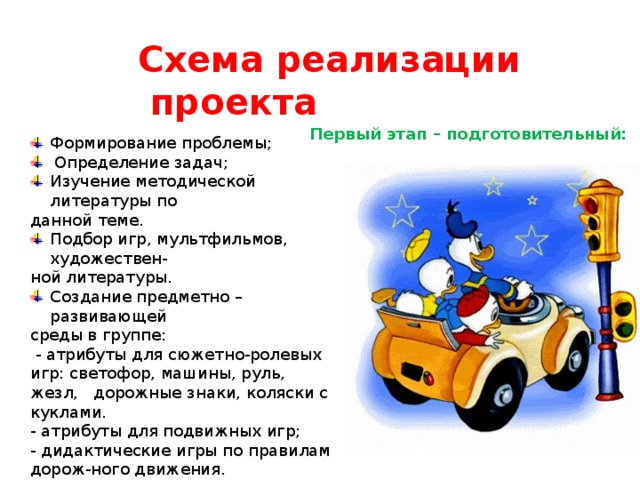 Схема реализации
проекта
Первый этап – подготовительный:
Формирование проблемы;
Определение задач;
Изучение методической
литературы по
данной теме.
Подбор игр, мультфильмов,
художествен-
ной литературы.
Создание предметно –
развивающей
среды в группе:
- атрибуты для сюжетно-ролевых
игр: светофор, машины, руль,
жезл, дорожные знаки, коляски с
куклами.
- атрибуты для подвижных игр;
- дидактические игры по правилам
дорож-ного движения.